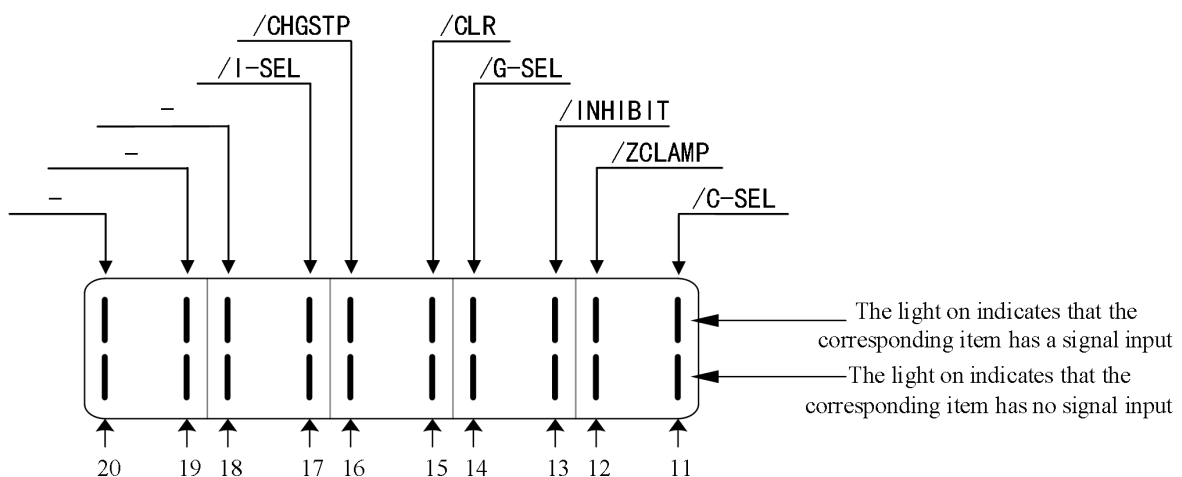 /CHGSTP
/CLR
/I-SEL
/G-SEL
–
/INHIBIT
–
/ZCLAMP
–
/C-SEL
The light on indicates that the
corresponding item has a signal input
The light on indicates that the
corresponding item has no signal input
20 19 18 17 16 15 14 13 12 11